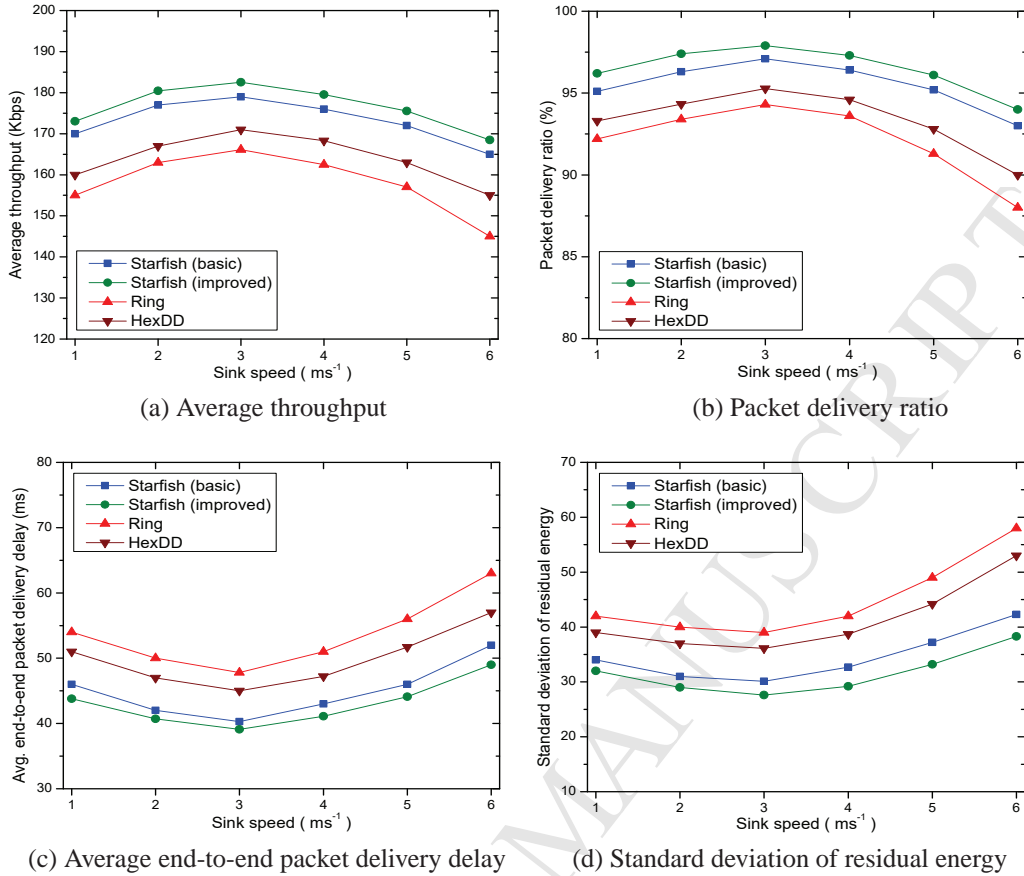 200
190
180
170
160
150
140
130
120
Average throughput (Kbps)
Starfish (basic)
Starfish (improved)
Ring
HexDD
1 2 3 4 5 6
Sink speed ( ms-1 )
(a) Average throughput
100
95
90
85
80
Packet delivery ratio (%)
Starfish (basic)
Starfish (improved)
Ring
HexDD
1 2 3 4 5 6
Sink speed ( ms-1 )
(b) Packet delivery ratio
80
70
60
50
40
30
Avg. end-to-end packet delivery delay (ms)
Starfish (basic)
Starfish (improved)
Ring
HexDD
1 2 3 4 5 6
Sink speed ( ms-1 )
(c) Average end-to-end packet delivery delay
70
60
50
40
30
20
10
Standard deviation of residual energy
Starfish (basic)
Starfish (improved)
Ring
HexDD
1 2 3 4 5 6
Sink speed ( ms-1 )
(d) Standard deviation of residual energy
MANUSCRIPT